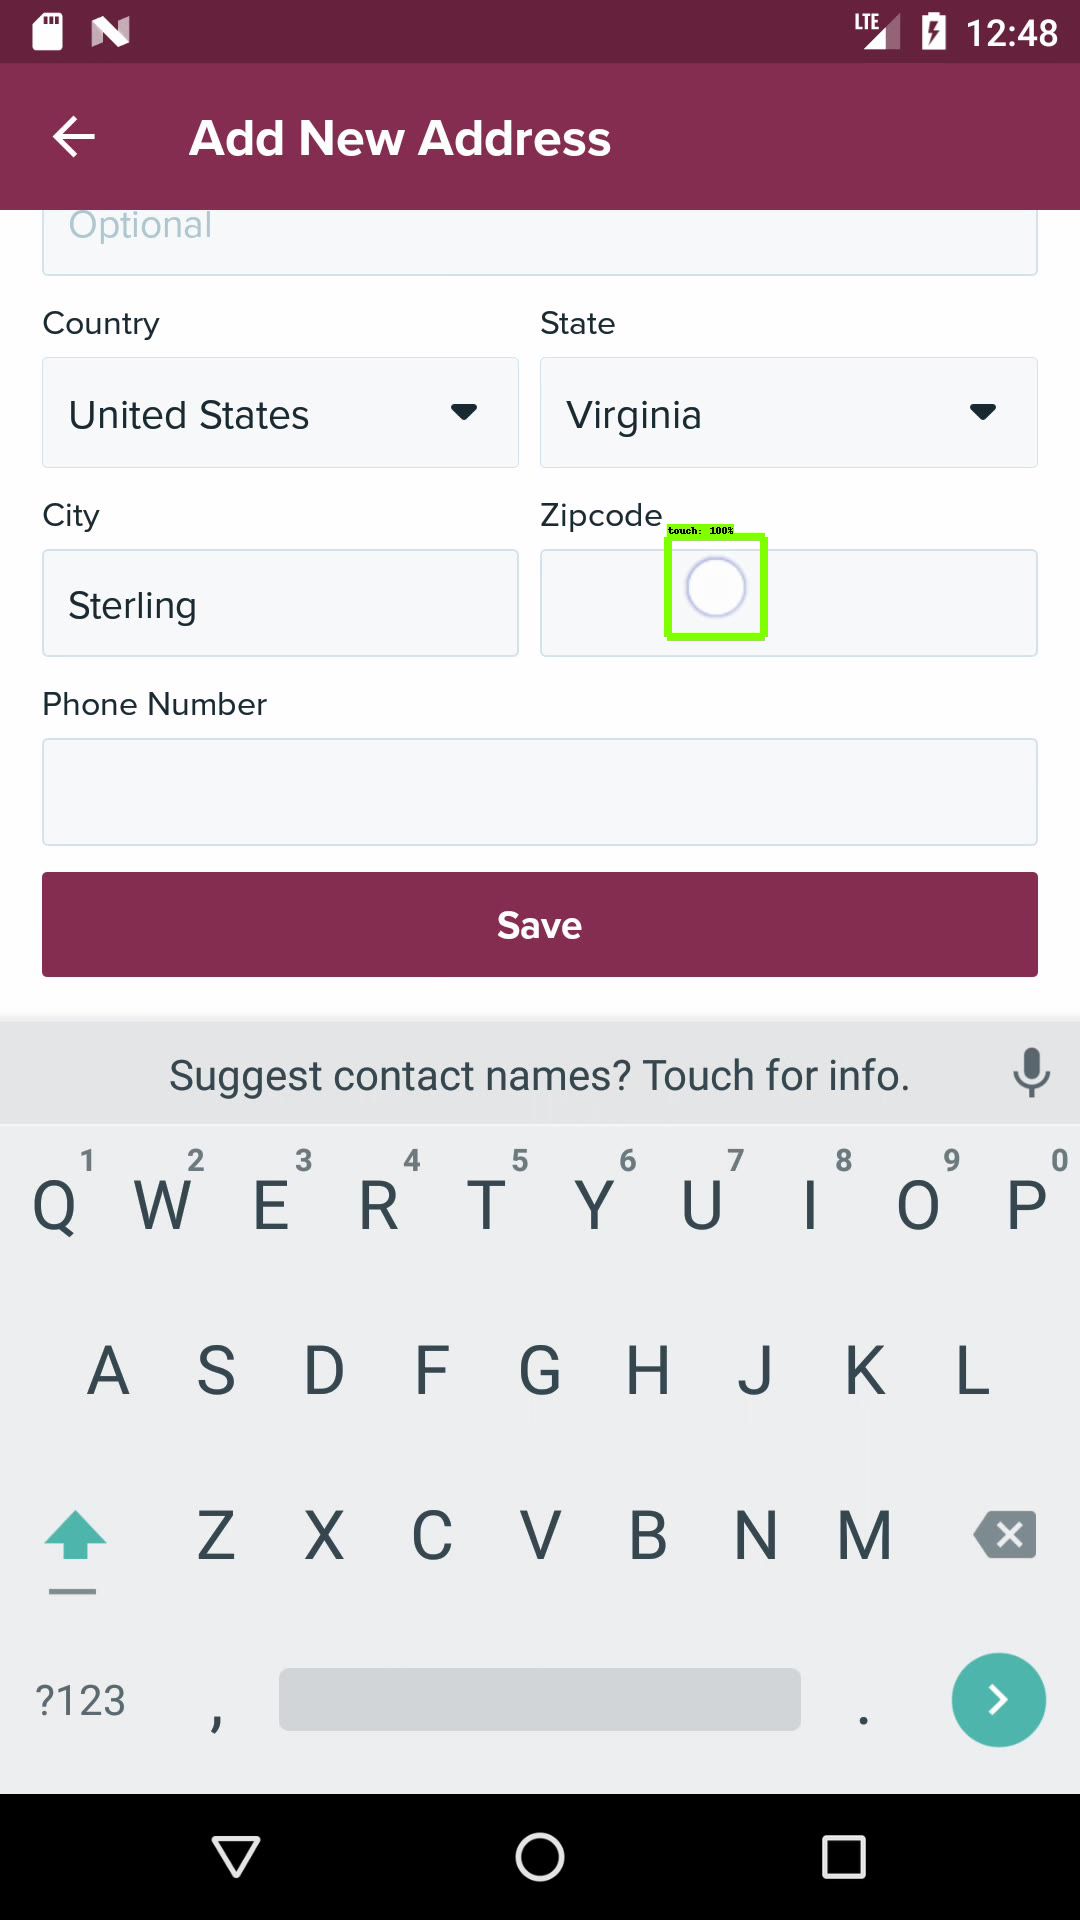 LTE 12:48
Add New Address
Optional
Country State
United States Virginia
City Zipcode
touch: 100%
Sterling
Phone Number
Save
Suggest contact names? Touch for info.
1 2 3 4 5 6 7 8 9 0
Q W E R T Y U I O P
A S D F G H J K L
Z X C V B N M
?123 , .